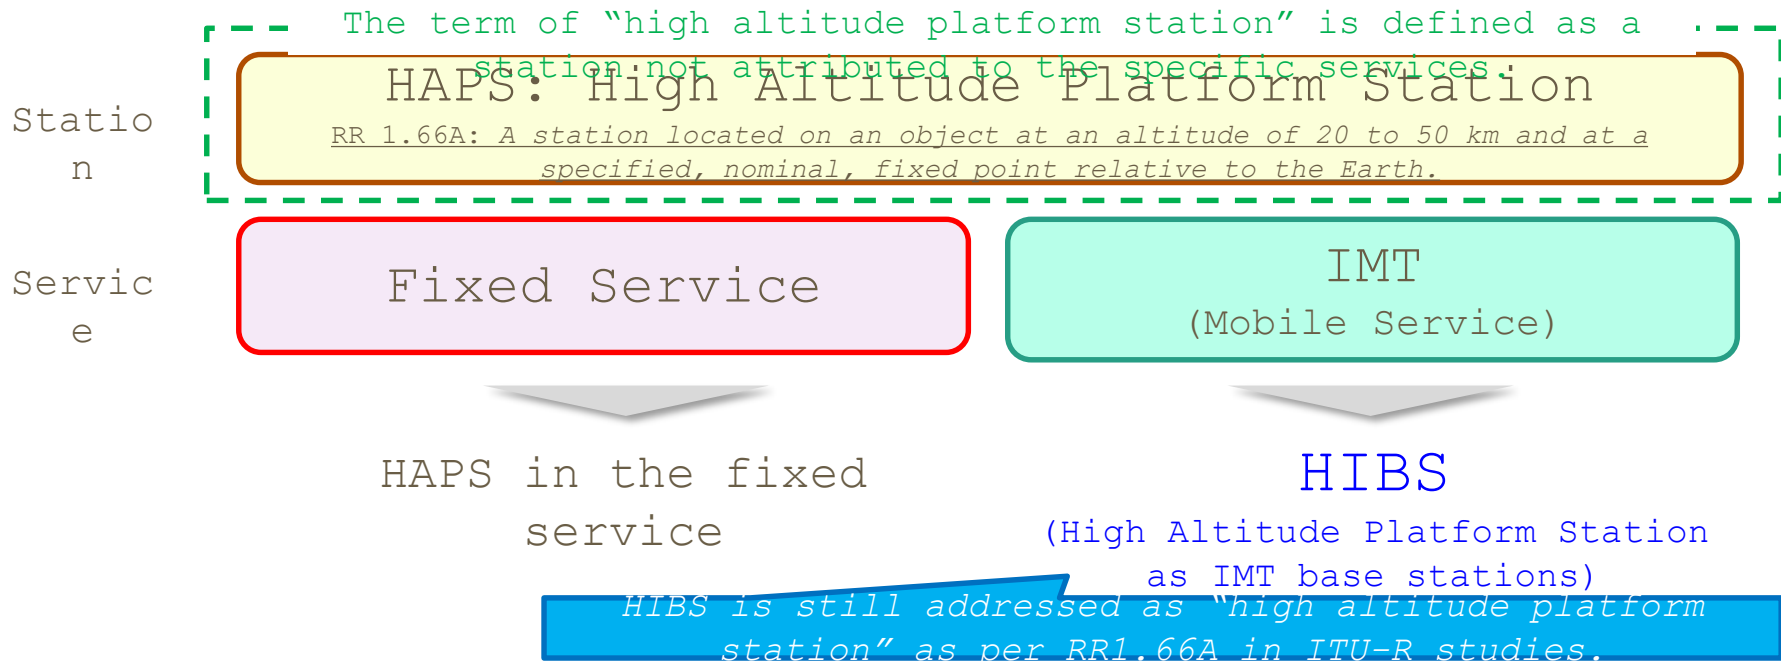 The term of “high altitude platform station” is defined as a
station not attributed to the specific services.
HAPS: High Altitude Platform Station
RR 1.66A: A station located on an object at an altitude of 20 to 50 km and at a
specified, nominal, fixed point relative to the Earth.
Statio
n
Servic
e
Fixed Service
IMT
(Mobile Service)
HAPS in the fixed
service
HIBS
(High Altitude Platform Station
as IMT base stations)
HIBS is still addressed as “high altitude platform
station” as per RR1.66A in ITU-R studies.